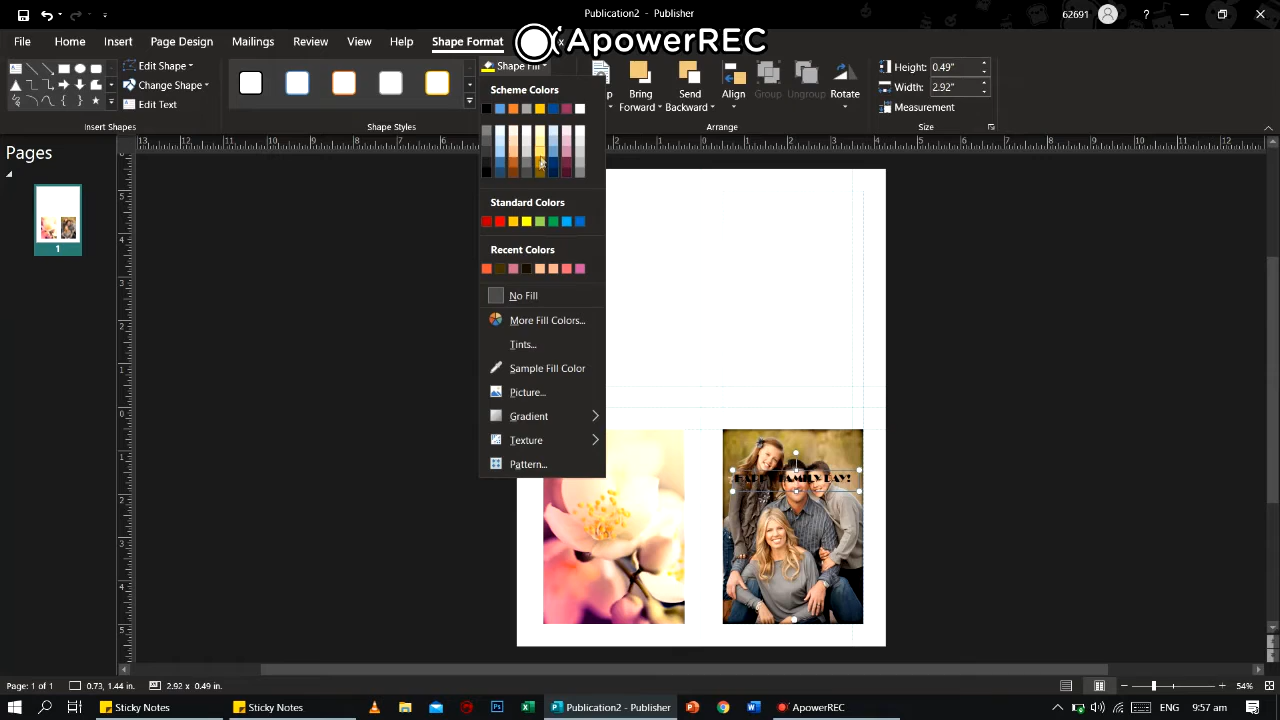 Publication2 - Publisher
62691
File Home Insert Page Design Mailings Review View Help Shape Format
ApowerREC
Edit Shape
Change Shape
Edit Text
Insert Shapes
Shape Styles
Shape Fill
Bring Forward
Send Backward
Align
Group
Ungroup
Rotate
Arrange
Height: 0.49"
Width: 2.92"
Measurement
Size
Pages
1
Scheme Colors
Standard Colors
Recent Colors
No Fill
More Fill Colors...
Tints...
Sample Fill Color
Picture...
Gradient
Texture
Pattern...
HAPPY FAMILY DAY!
Page: 1 of 1
0.73, 1.44 in.
2.92 x 0.49 in.
54%
Sticky Notes
Sticky Notes
Publication2 - Publisher
ApowerREC
ENG
9:57 am